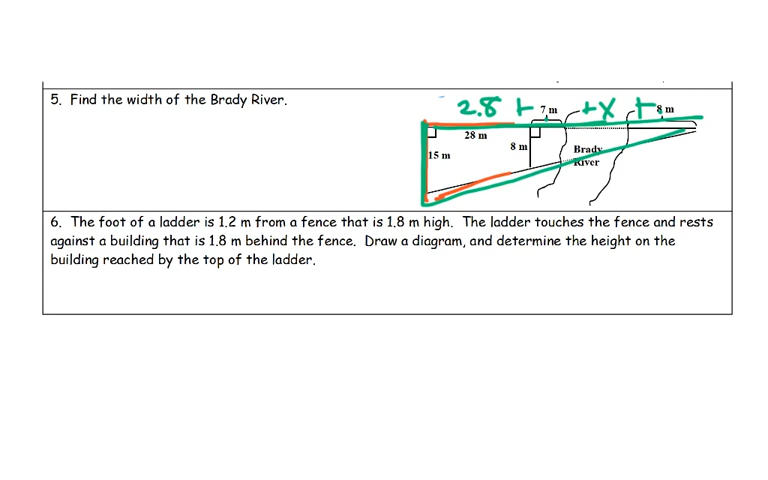 5. Find the width of the Brady River.
2.8 + 7 m + X + 8 m
28 m
8 m
15 m
Brady
River
6. The foot of a ladder is 1.2 m from a fence that is 1.8 m high. The ladder touches the fence and rests
against a building that is 1.8 m behind the fence. Draw a diagram, and determine the height on the
building reached by the top of the ladder.